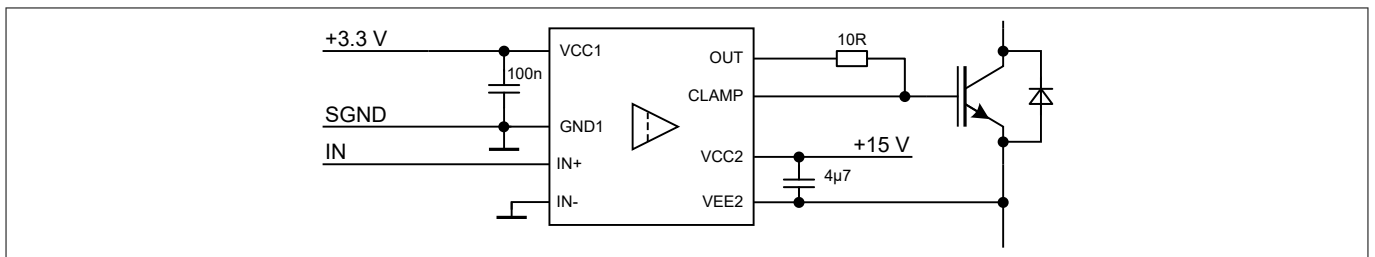 +3.3 V
VCC1
100n
SGND
GND1
IN
IN+
IN-
OUT
10R
CLAMP
VCC2
+15 V
4µ7
VEE2